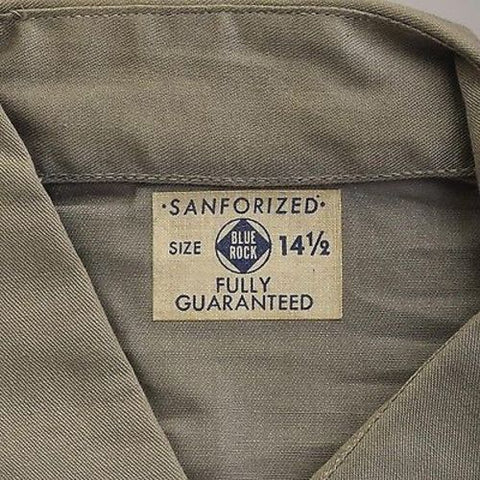 ·SANFORIZED·
SIZE BLUE ROCK 14½
FULLY
GUARANTEED